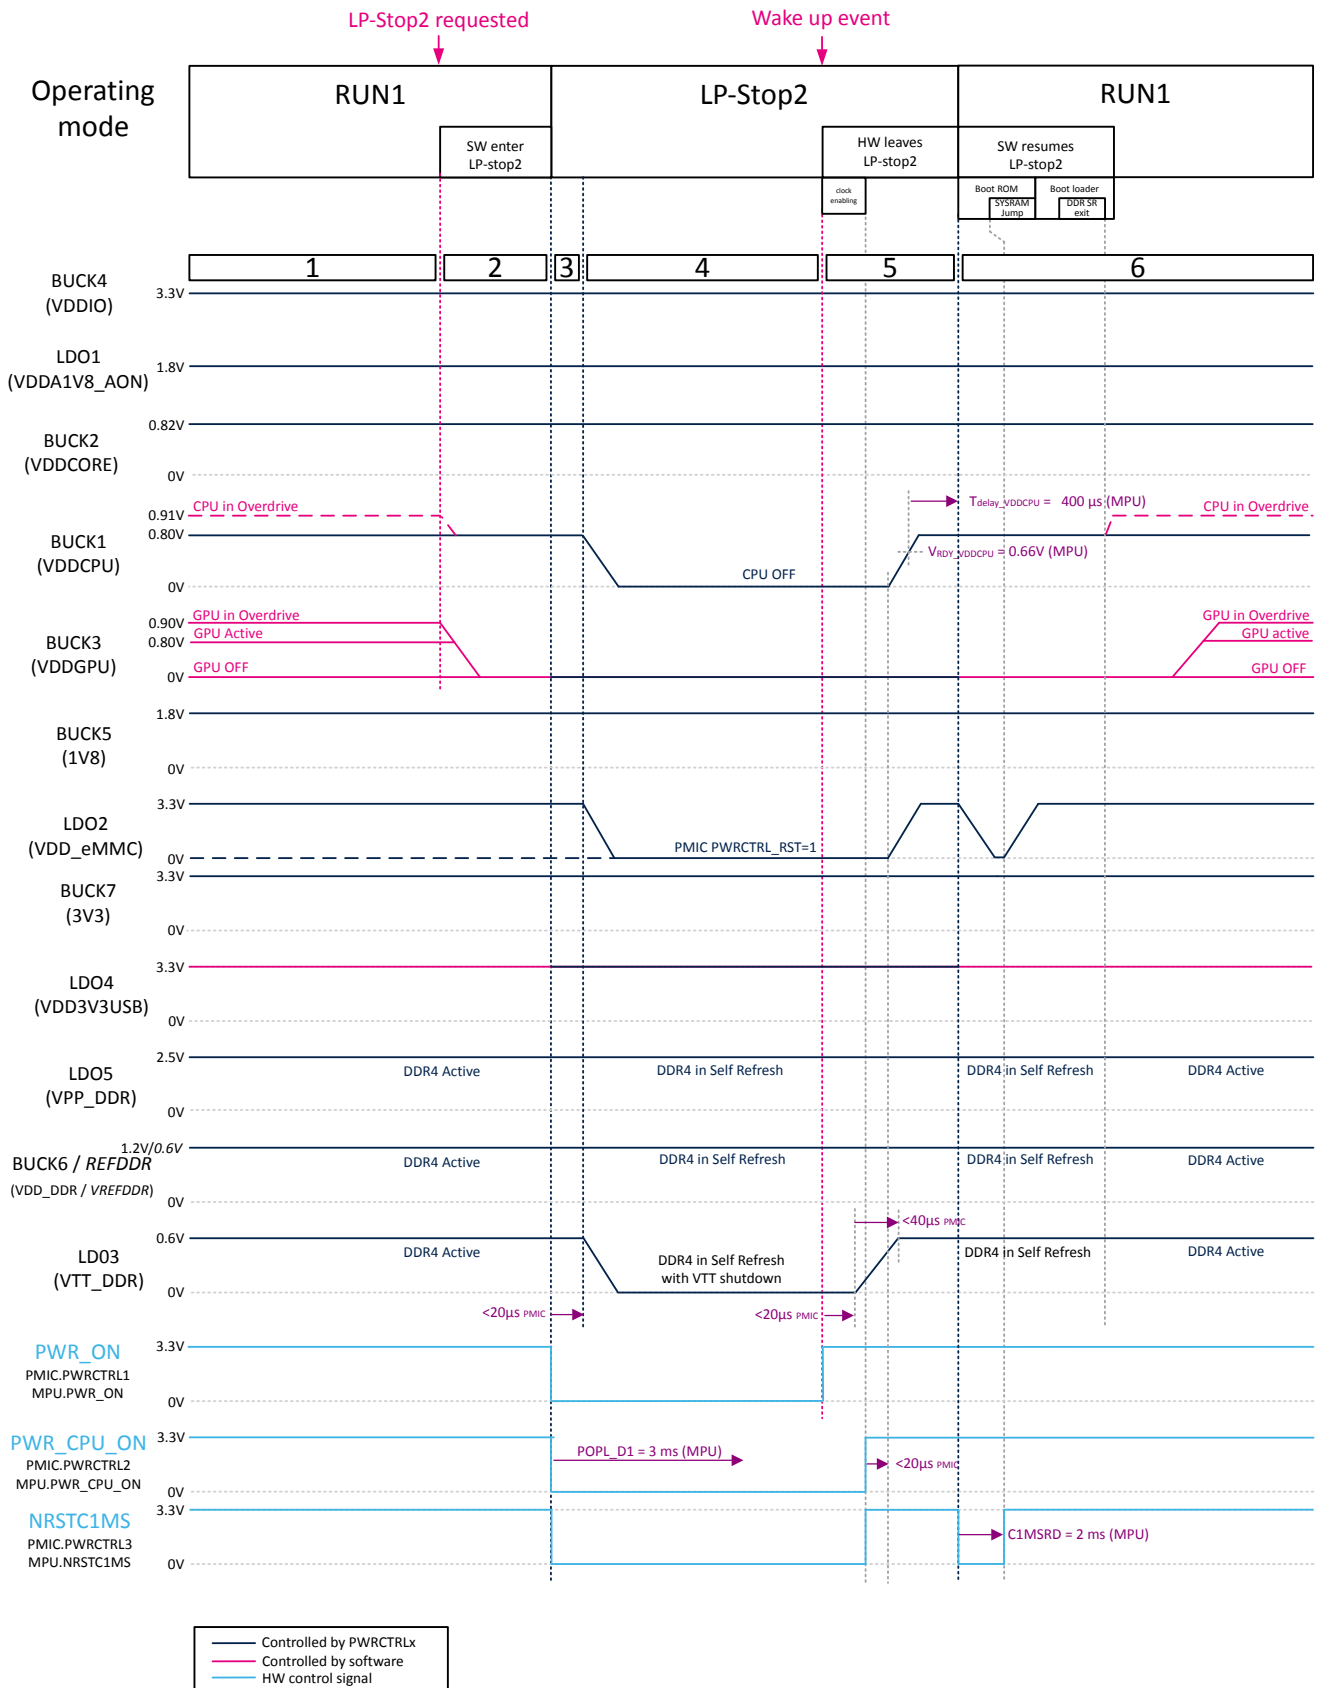 LP-Stop2 requested
Wake up event
Operating
mode
RUN1
LP-Stop2
RUN1
SW enter
LP-stop2
HW leaves
LP-stop2
SW resumes
LP-stop2
clock
enabling
Boot ROM
SYSRAM
Jump
Boot loader
DDR SR
exit
1
2
3
4
5
6
BUCK4
(VDDIO)
3.3V
LDO1
(VDDA1V8_AON)
1.8V
BUCK2
(VDDCORE)
0.82V
0V
BUCK1
(VDDCPU)
0.91V
0.80V
0V
CPU in Overdrive
CPU OFF
Tdelay_VDDCPU = 400 µs (MPU)
VRDY_VDDCPU = 0.66V (MPU)
CPU in Overdrive
BUCK3
(VDDGPU)
0.90V
0.80V
0V
GPU in Overdrive
GPU Active
GPU OFF
GPU in Overdrive
GPU active
GPU OFF
BUCK5
(1V8)
1.8V
0V
LDO2
(VDD_eMMC)
3.3V
0V
PMIC PWRCTRL_RST=1
BUCK7
(3V3)
3.3V
0V
LDO4
(VDD3V3USB)
3.3V
0V
LDO5
(VPP_DDR)
2.5V
0V
DDR4 Active
DDR4 in Self Refresh
DDR4 in Self Refresh
DDR4 Active
BUCK6 / REFDDR
(VDD_DDR / VREFDDR)
1.2V/0.6V
0V
DDR4 Active
DDR4 in Self Refresh
DDR4 in Self Refresh
DDR4 Active
LD03
(VTT_DDR)
0.6V
0V
DDR4 Active
DDR4 in Self Refresh
with VTT shutdown
<40µs PMIC
DDR4 in Self Refresh
DDR4 Active
<20µs PMIC
<20µs PMIC
PWR_ON
PMIC.PWRCTRL1
MPU.PWR_ON
3.3V
0V
PWR_CPU_ON
PMIC.PWRCTRL2
MPU.PWR_CPU_ON
3.3V
0V
POPL_D1 = 3 ms (MPU)
<20µs PMIC
NRSTC1MS
PMIC.PWRCTRL3
MPU.NRSTC1MS
3.3V
0V
C1MSRD = 2 ms (MPU)
Controlled by PWRCTRLx
Controlled by software
HW control signal